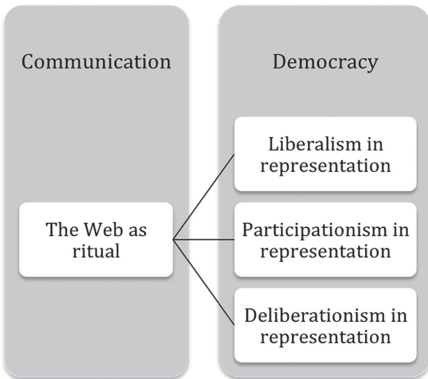 Communication
The Web as
ritual
Democracy
Liberalism in
representation
Participationism in
representation
Deliberationism in
representation